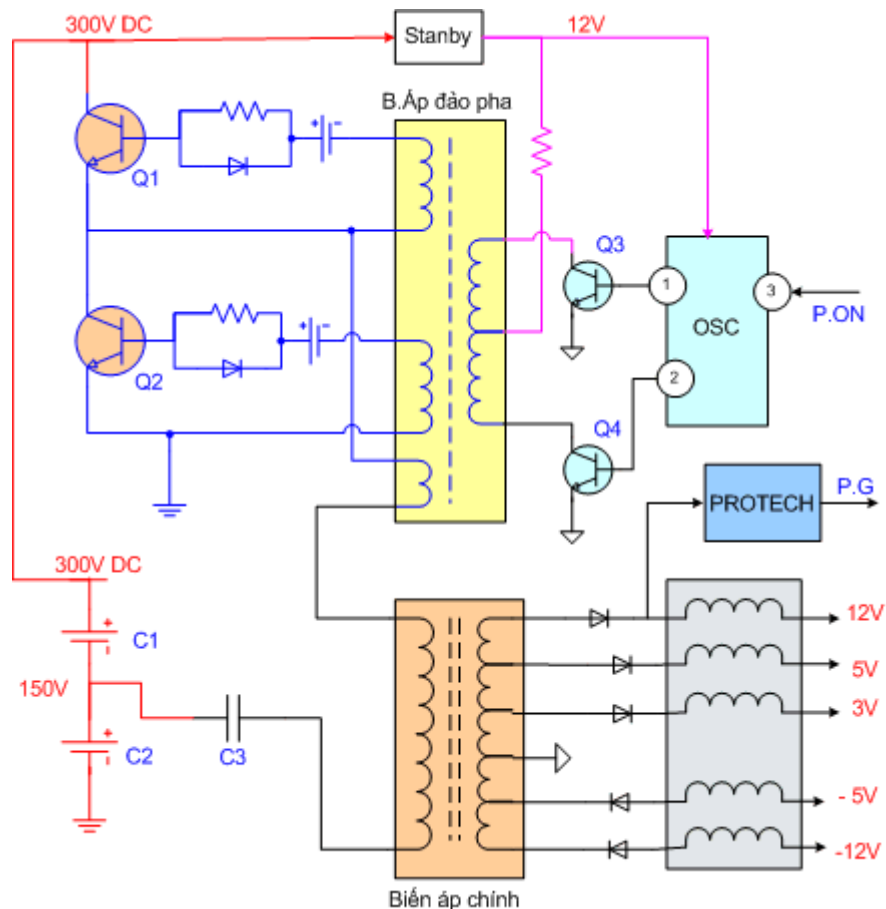 300V DC
Stanby
12V
B.Áp đảo pha
Q1
Q3
1
3
OSC
P.ON
Q2
2
Q4
PROTECH
P.G
300V DC
C1
150V
C2
C3
12V
5V
3V
- 5V
-12V
Biến áp chính